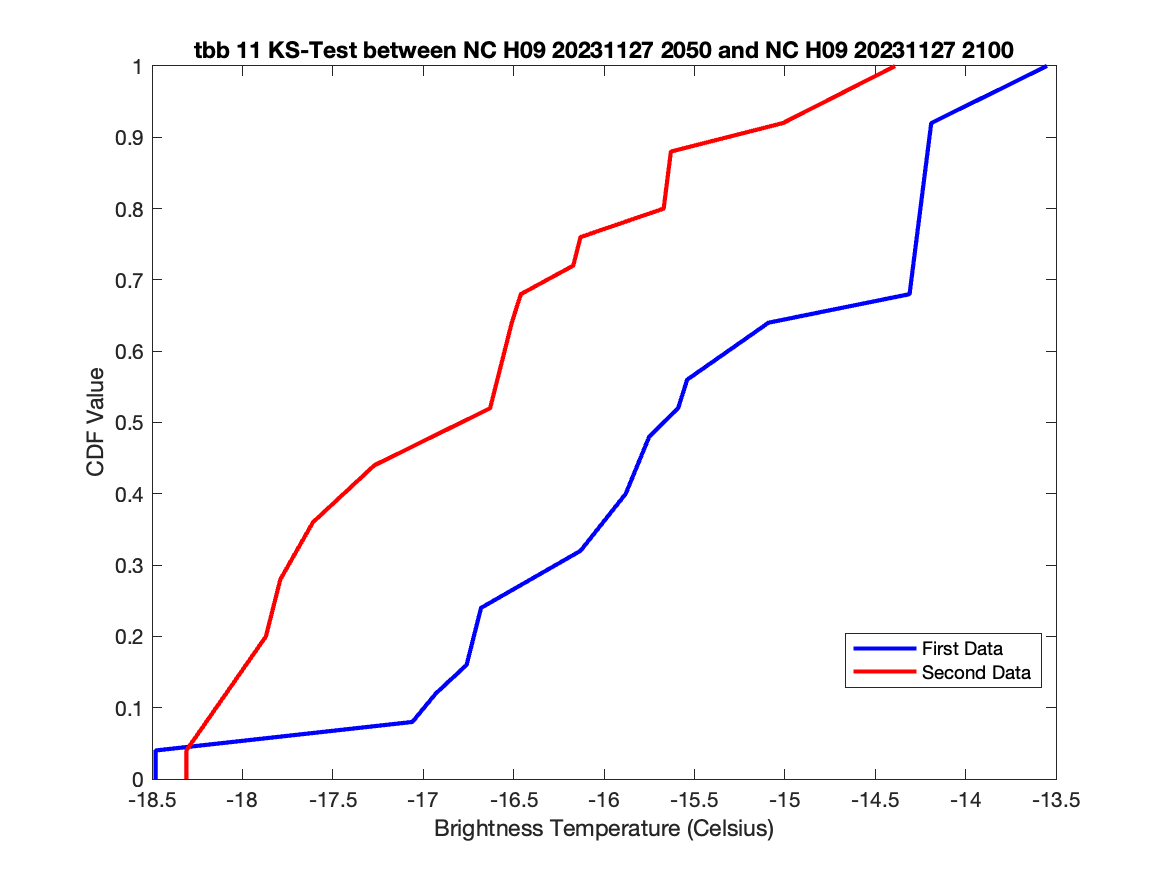 tbb 11 KS-Test between NC H09 20231127 2050 and NC H09 20231127 2100
1
0.9
0.8
0.7
0.6
0.5
0.4
0.3
0.2
0.1
0
CDF Value
First Data
Second Data
-18.5 -18 -17.5 -17 -16.5 -16 -15.5 -15 -14.5 -14 -13.5
Brightness Temperature (Celsius)